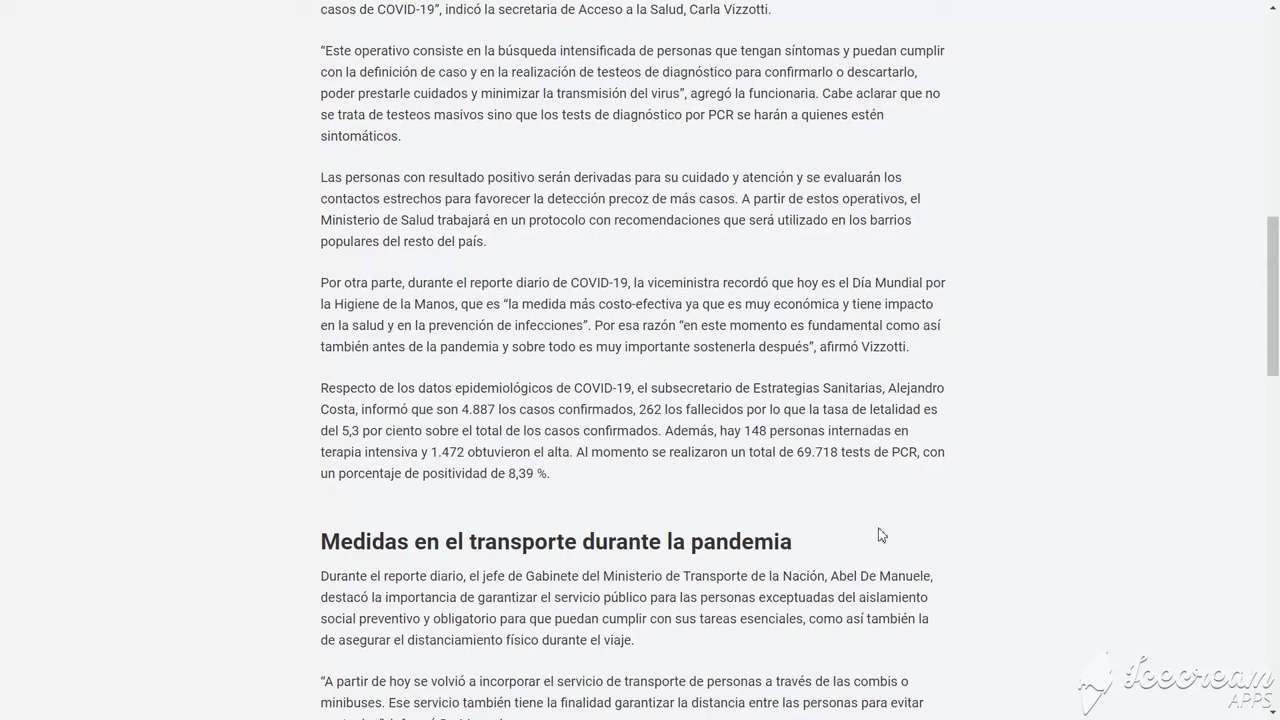 casos de COVID-19”, indicó la secretaria de Acceso a la Salud, Carla Vizzotti.
“Este operativo consiste en la búsqueda intensificada de personas que tengan síntomas y puedan cumplir
con la definición de caso y en la realización de testeos de diagnóstico para confirmarlo o descartarlo,
poder prestarle cuidados y minimizar la transmisión del virus”, agregó la funcionaria. Cabe aclarar que no
se trata de testeos masivos sino que los tests de diagnóstico por PCR se harán a quienes estén
sintomáticos.
Las personas con resultado positivo serán derivadas para su cuidado y atención y se evaluarán los
contactos estrechos para favorecer la detección precoz de más casos. A partir de estos operativos, el
Ministerio de Salud trabajará en un protocolo con recomendaciones que será utilizado en los barrios
populares del resto del país.
Por otra parte, durante el reporte diario de COVID-19, la viceministra recordó que hoy es el Día Mundial por
la Higiene de la Manos, que es “la medida más costo-efectiva ya que es muy económica y tiene impacto
en la salud y en la prevención de infecciones”. Por esa razón “en este momento es fundamental como así
también antes de la pandemia y sobre todo es muy importante sostenerla después”, afirmó Vizzotti.
Respecto de los datos epidemiológicos de COVID-19, el subsecretario de Estrategias Sanitarias, Alejandro
Costa, informó que son 4.887 los casos confirmados, 262 los fallecidos por lo que la tasa de letalidad es
del 5,3 por ciento sobre el total de los casos confirmados. Además, hay 148 personas internadas en
terapia intensiva y 1.472 obtuvieron el alta. Al momento se realizaron un total de 69.718 tests de PCR, con
un porcentaje de positividad de 8,39 %.
Medidas en el transporte durante la pandemia
Durante el reporte diario, el jefe de Gabinete del Ministerio de Transporte de la Nación, Abel De Manuele,
destacó la importancia de garantizar el servicio público para las personas exceptuadas del aislamiento
social preventivo y obligatorio para que puedan cumplir con sus tareas esenciales, como así también la
de asegurar el distanciamiento físico durante el viaje.
“A partir de hoy se volvió a incorporar el servicio de transporte de personas a través de las combis o
minibuses. Ese servicio también tiene la finalidad garantizar la distancia entre las personas para evitar
Icecream
APPS